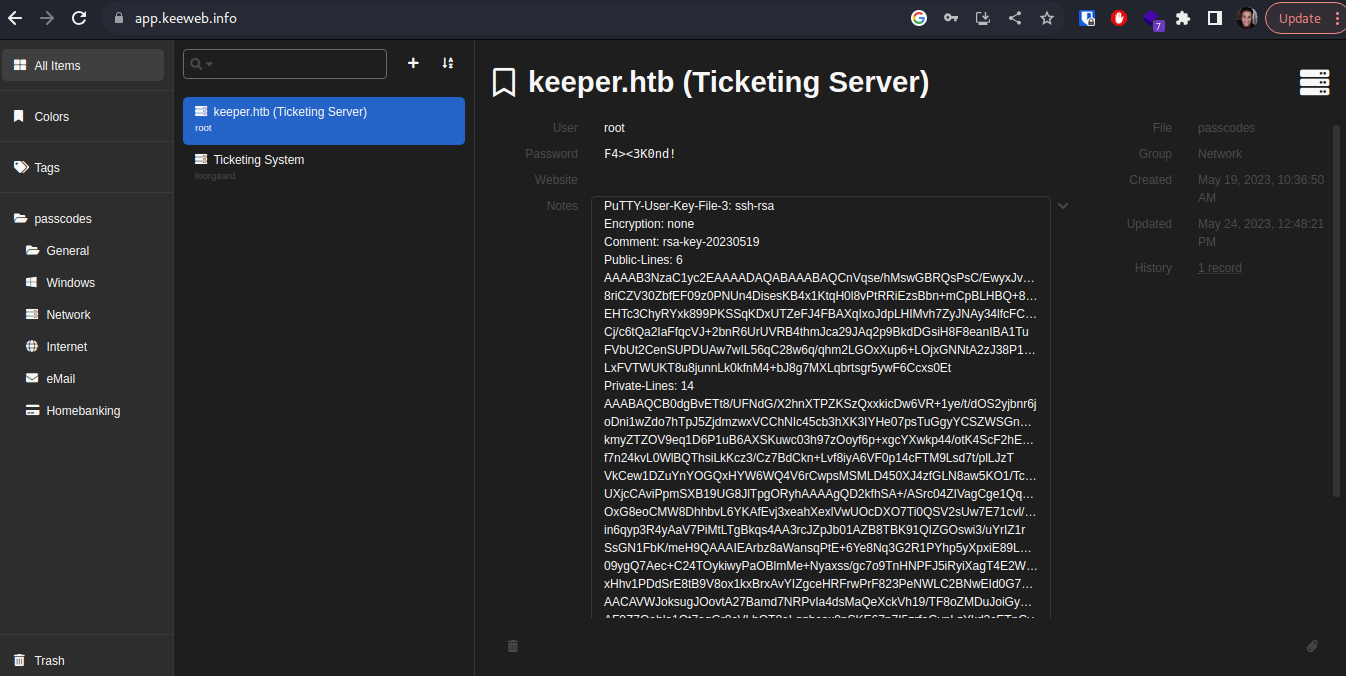 app.keeweb.info
7
Update
All Items
Colors
Tags
passcodes
General
Windows
Network
Internet
eMail
Homebanking
Trash
keeper.htb (Ticketing Server)
root
Ticketing System
lnorgaard
keeper.htb (Ticketing Server)
User root
Password F4><3K0nd!
Website
Notes PuTTY-User-Key-File-3: ssh-rsa
Encryption: none
Comment: rsa-key-20230519
Public-Lines: 6
AAAAB3NzaC1yc2EAAAADAQABAAABAQCnVqse/hMswGBRQsPsC/EwyxJv…
8riCZV30ZbfEF09z0PNUn4DisesKB4x1KtqH0l8vPtRRiEzsBbn+mCpBLHBQ+8…
EHTc3ChyRYxk899PKSSqKDxUTZeFJ4FBAXqIxoJdpLHIMvh7ZyJNAy34lfcFC…
Cj/c6tQa2IaFfqcVJ+2bnR6UrUVRB4thmJca29JAq2p9BkdDGsiH8F8eanIBA1Tu
FVbUt2CenSUPDUAw7wIL56qC28w6q/qhm2LGOxXup6+LOjxGNNtA2zJ38P1…
LxFVTWUKT8u8junnLk0kfnM4+bJ8g7MXLqbrtsgr5ywF6Ccxs0Et
Private-Lines: 14
AAABAQCB0dgBvETt8/UFNdG/X2hnXTPZKSzQxxkicDw6VR+1ye/t/dOS2yjbnr6j
oDni1wZdo7hTpJ5ZjdmzwxVCChNIc45cb3hXK3IYHe07psTuGgyYCSZWSGn…
kmyZTZOV9eq1D6P1uB6AXSKuwc03h97zOoyf6p+xgcYXwkp44/otK4ScF2hE…
f7n24kvL0WlBQThsiLkKcz3/Cz7BdCkn+Lvf8iyA6VF0p14cFTM9Lsd7t/plLJzT
VkCew1DZuYnYOGQxHYW6WQ4V6rCwpsMSMLD450XJ4zfGLN8aw5KO1/Tc…
UXjcCAviPpmSXB19UG8JlTpgORyhAAAAgQD2kfhSA+/ASrc04ZIVagCge1Qq…
OxG8eoCMW8DhhbvL6YKAfEvj3xeahXexlVwUOcDXO7Ti0QSV2sUw7E71cvl/…
in6qyp3R4yAaV7PiMtLTgBkqs4AA3rcJZpJb01AZB8TBK91QIZGOswi3/uYrIZ1r
SsGN1FbK/meH9QAAAIEArbz8aWansqPtE+6Ye8Nq3G2R1PYhp5yXpxiE89L…
09ygQ7Aec+C24TOykiwyPaOBlmMe+Nyaxss/gc7o9TnHNPFJ5iRyiXagT4E2W…
xHhv1PDdSrE8tB9V8ox1kxBrxAvYIZgceHRFrwPrF823PeNWLC2BNwEId0G7…
AACAVWJoksugJOovtA27Bamd7NRPvIa4dsMaQeXckVh19/TF8oZMDuJoiGy…
File passcodes
Group Network
Created May 19, 2023, 10:36:50
AM
Updated May 24, 2023, 12:48:21
PM
History 1 record